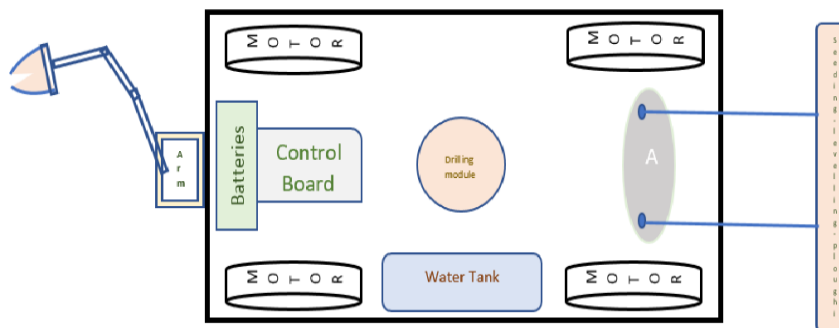 MOTOR
MOTOR
Arm
Batteries
Control
Board
Drilling
module
A
MOTOR
Water Tank
MOTOR